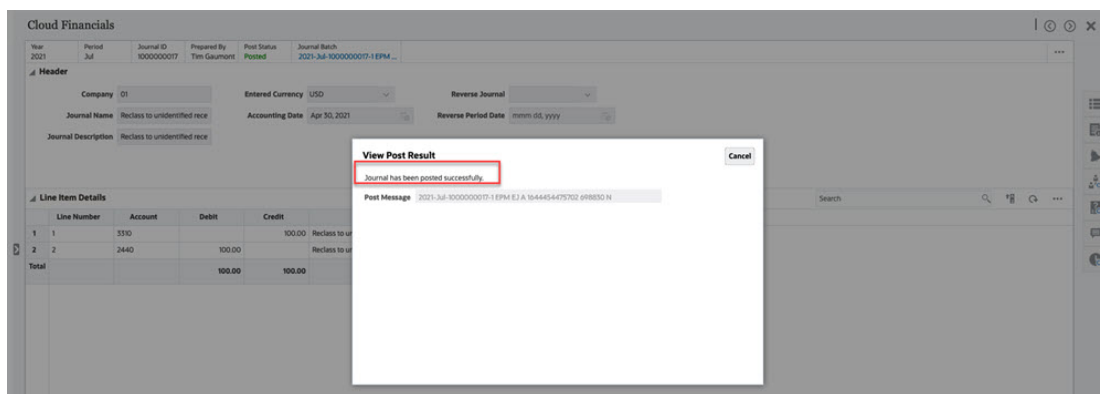 Cloud Financials
Year Period Journal ID Prepared By Post Status Journal Batch
2021 Jul 1000000017 Tim Gaumont Posted 2021-Jul-1000000017-1 EPM ...
Header
Company 01 Entered Currency USD Reverse Journal
Journal Name Reclass to unidentified rece Accounting Date Apr 30, 2021 Reverse Period Date mmm dd, yyyy
Journal Description Reclass to unidentified rece
View Post Result Cancel
Journal has been posted successfully.
Post Message 2021-Jul-1000000017-1 EPM EJ A 1644454475702 698830 N
Line Item Details Search
Line Number Account Debit Credit
1 1 3310 100.00 Reclass to ur
2 2 2440 100.00 Reclass to ur
Total 100.00 100.00